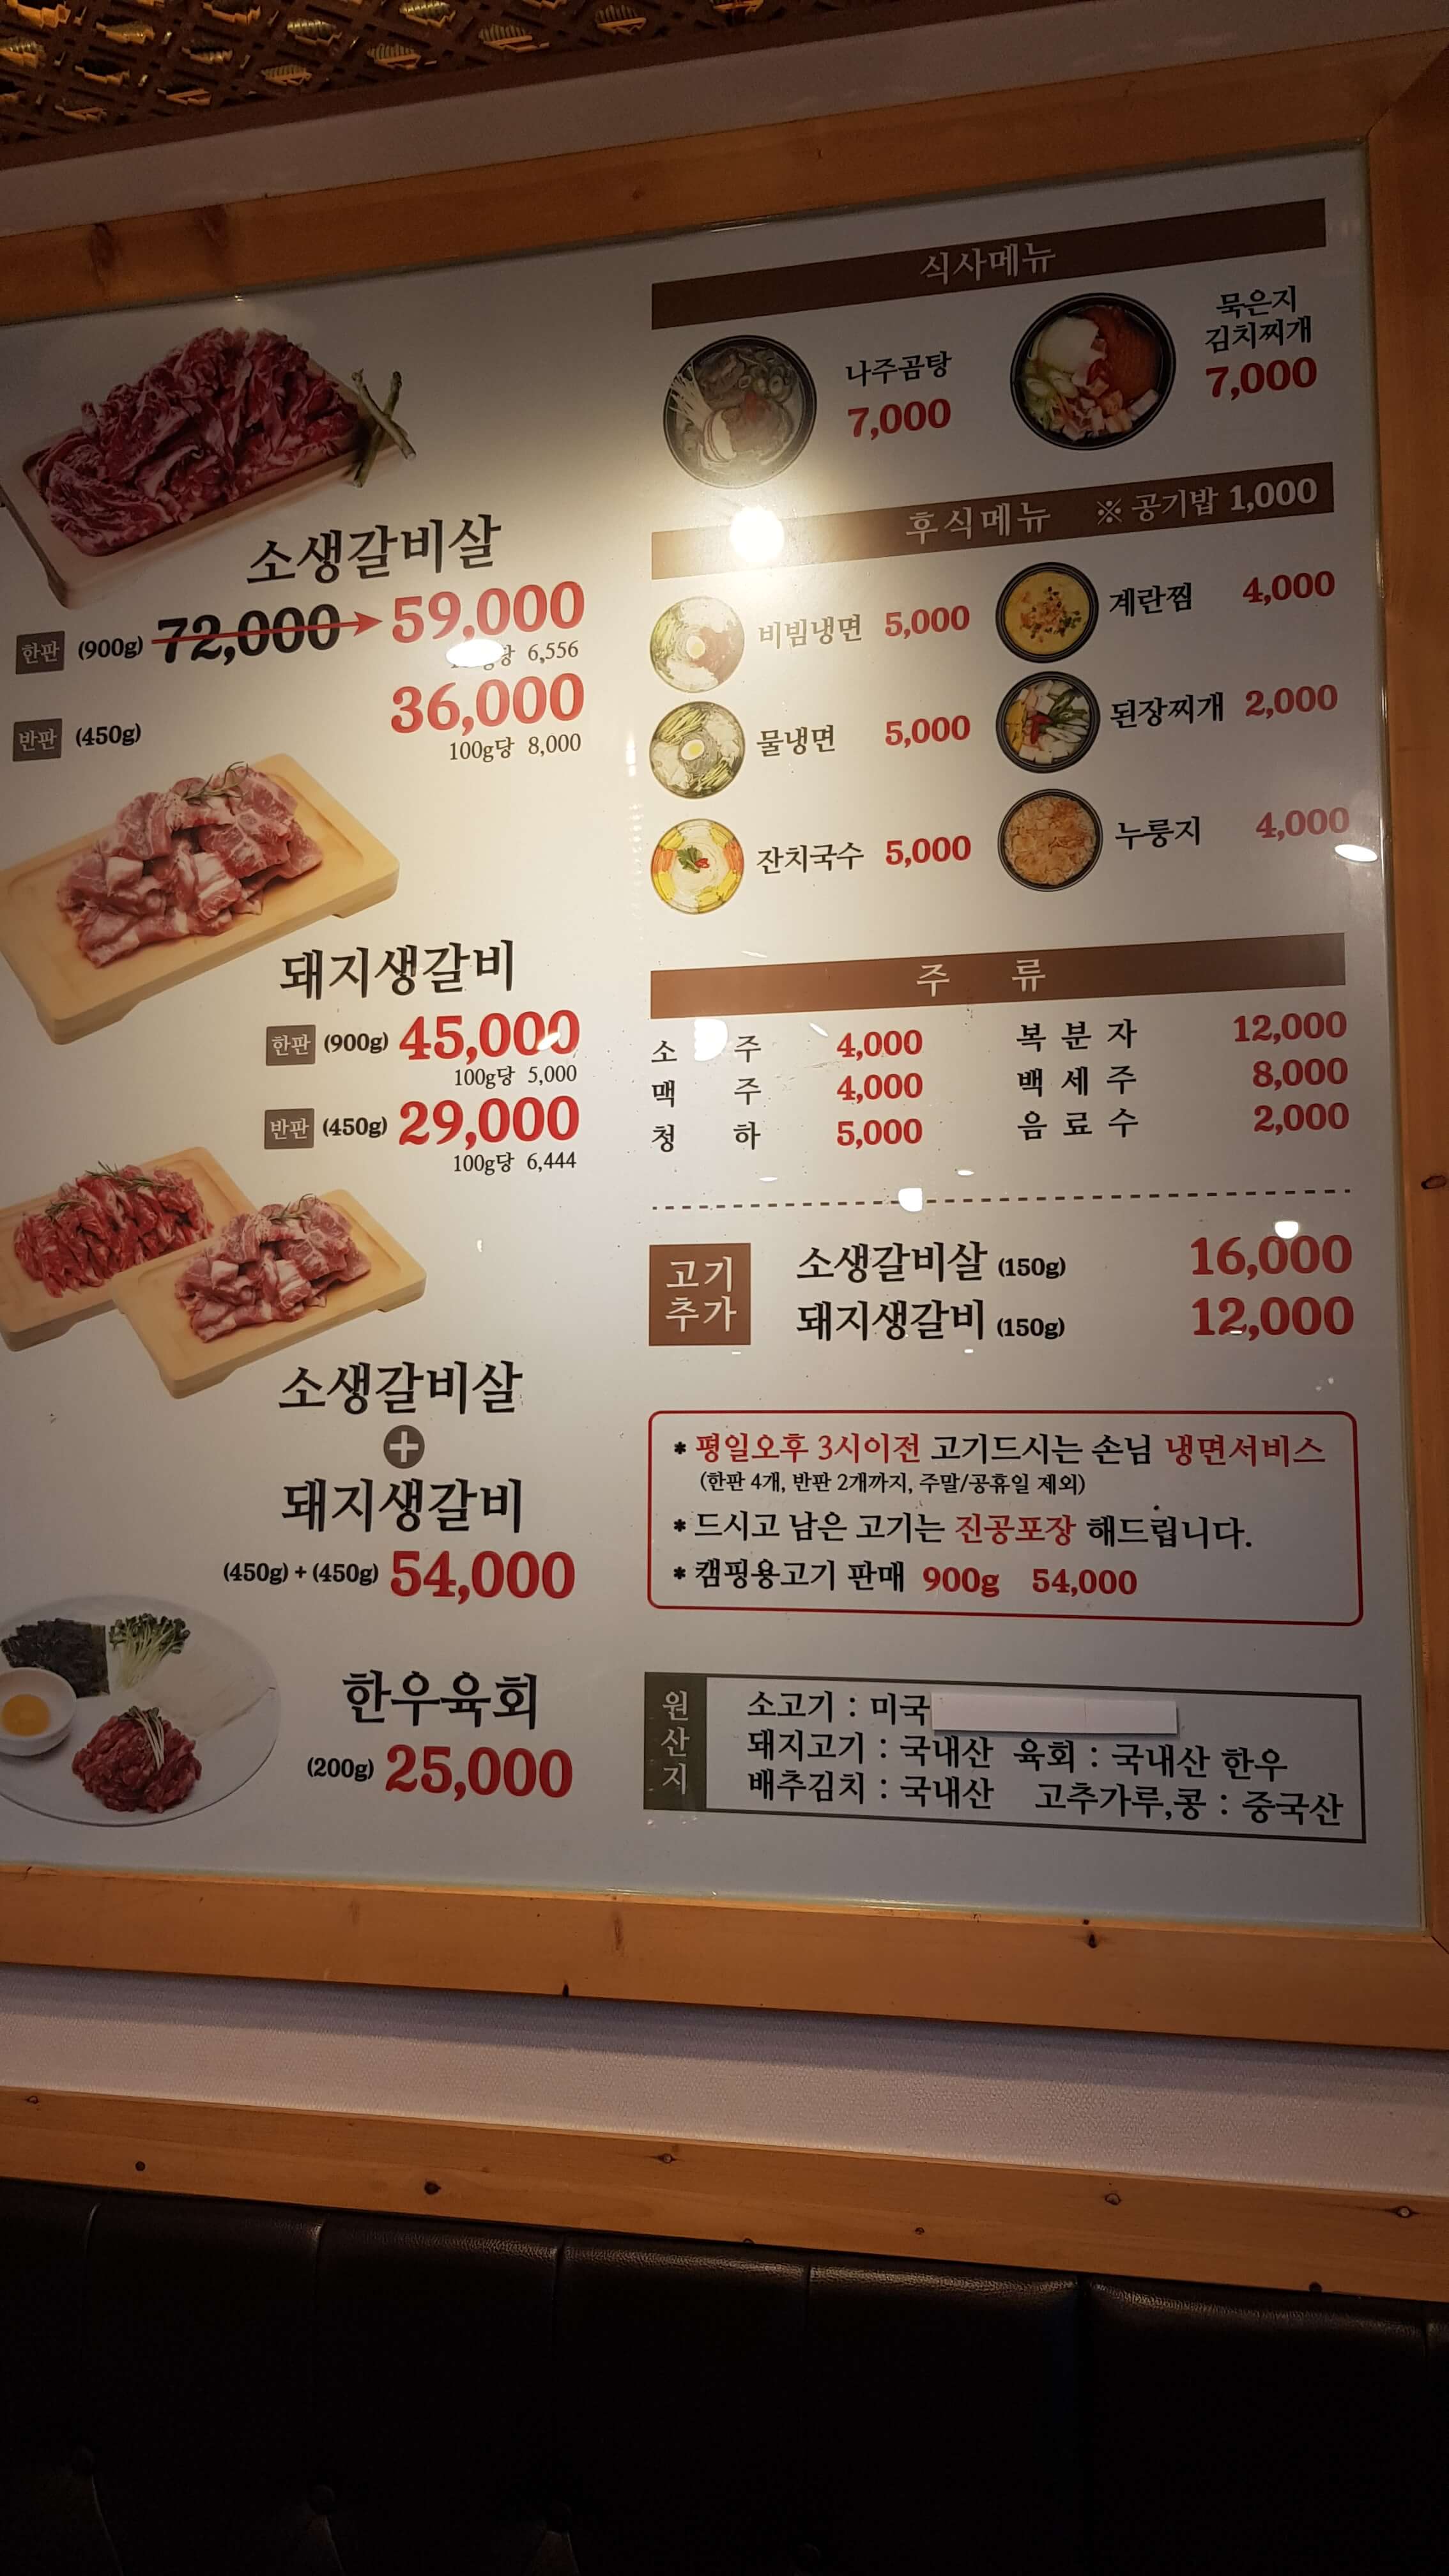 소생갈비살
한판 (900g) 72,000 → 59,000
당 6,556
반판 (450g) 36,000
100g당 8,000
돼지생갈비
한판 (900g) 45,000
100g당 5,000
반판 (450g) 29,000
100g당 6,444
소생갈비살
+
돼지생갈비
(450g) + (450g) 54,000
한우육회
(200g) 25,000
식사메뉴
나주곰탕
7,000
묵은지
김치찌개
7,000
후식메뉴 ※ 공기밥 1,000
비빔냉면 5,000 계란찜 4,000
물냉면 5,000 된장찌개 2,000
잔치국수 5,000 누룽지 4,000
주 류
소 주 4,000 복 분 자 12,000
맥 주 4,000 백 세 주 8,000
청 하 5,000 음 료 수 2,000
고기
추가
소생갈비살 (150g) 16,000
돼지생갈비 (150g) 12,000
* 평일오후 3시이전 고기드시는 손님 냉면서비스
(한판 4개, 반판 2개까지, 주말/공휴일 제외)
* 드시고 남은 고기는 진공포장 해드립니다.
* 캠핑용고기 판매 900g 54,000
원산지
소고기 : 미국
돼지고기 : 국내산 육회 : 국내산 한우
배추김치 : 국내산 고추가루,콩 : 중국산